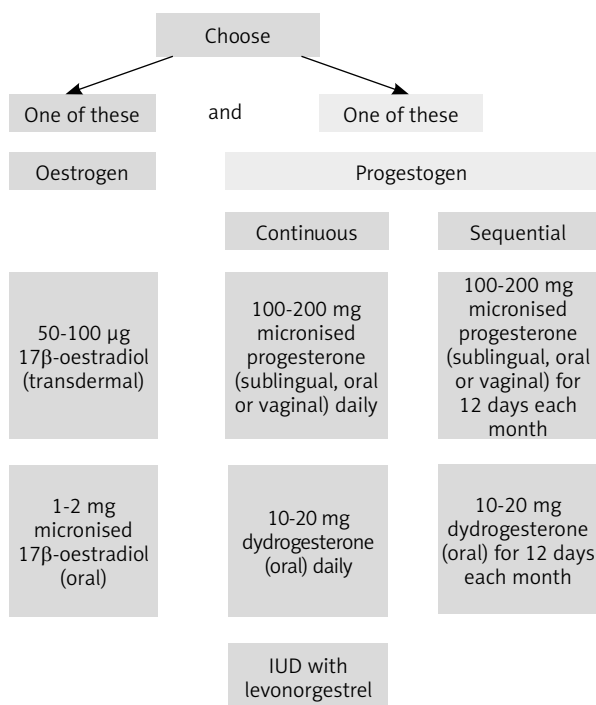 Choose
One of these
and
One of these
Oestrogen
Progestogen
Continuous
Sequential
50-100 µg
17β-oestradiol
(transdermal)
100-200 mg
micronised
progesterone
(sublingual, oral
or vaginal) daily
100-200 mg
micronised
progesterone
(sublingual, oral
or vaginal) for
12 days each
month
1-2 mg
micronised
17β-oestradiol
(oral)
10-20 mg
dydrogesterone
(oral) daily
10-20 mg
dydrogesterone
(oral) for 12 days
each month
IUD with
levonorgestrel